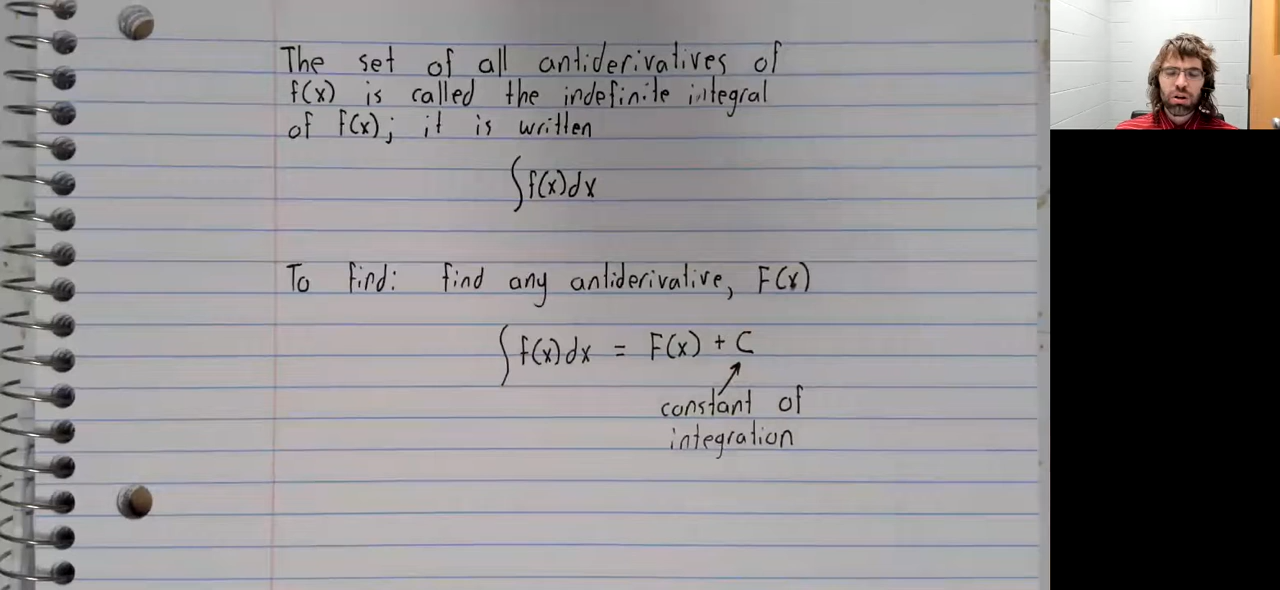 The set of all antiderivatives of
f(x) is called the indefinite integral
of f(x); it is written
∫f(x)dx
To find: find any antiderivative, F(x)
∫f(x)dx = F(x) + C
constant of
integration